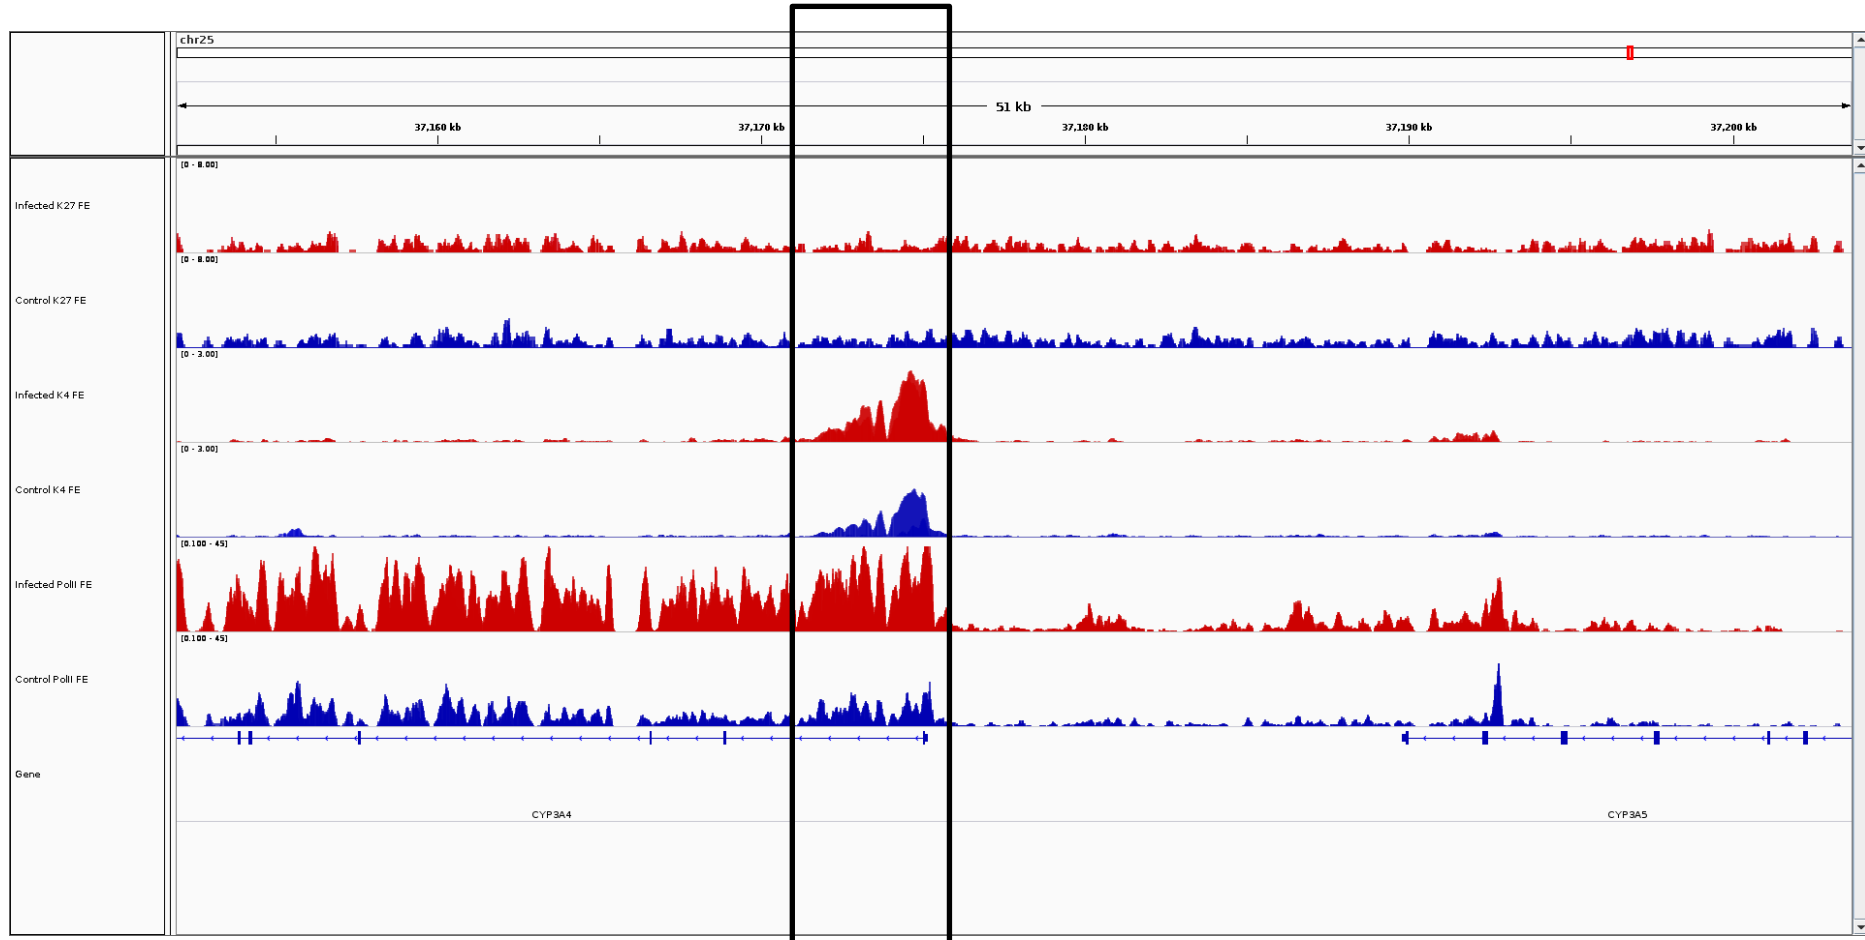 chr25
51 kb
37,160 kb 37,170 kb 37,180 kb 37,190 kb 37,200 kb
[0 - 8.00]
Infected K27 FE
[0 - 8.00]
Control K27 FE
[0 - 3.00]
Infected K4 FE
[0 - 3.00]
Control K4 FE
[0.100 - 45]
Infected PolII FE
[0.100 - 45]
Control PolII FE
Gene
CYP3A4 CYP3A5